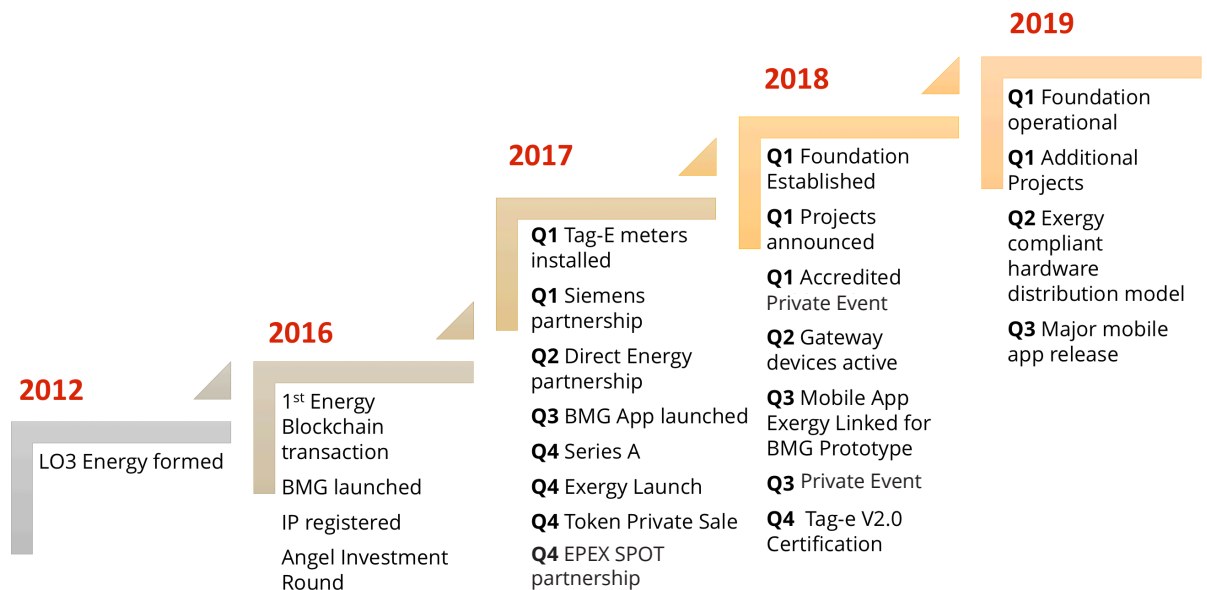 2012
LO3 Energy formed
2016
1st Energy
Blockchain
transaction
BMG launched
IP registered
Angel Investment
Round
2017
Q1 Tag-E meters
installed
Q1 Siemens
partnership
Q2 Direct Energy
partnership
Q3 BMG App launched
Q4 Series A
Q4 Exergy Launch
Q4 Token Private Sale
Q4 EPEX SPOT
partnership
2018
Q1 Foundation
Established
Q1 Projects
announced
Q1 Accredited
Private Event
Q2 Gateway
devices active
Q3 Mobile App
Exergy Linked for
BMG Prototype
Q3 Private Event
Q4 Tag-e V2.0
Certification
2019
Q1 Foundation
operational
Q1 Additional
Projects
Q2 Exergy
compliant
hardware
distribution model
Q3 Major mobile
app release